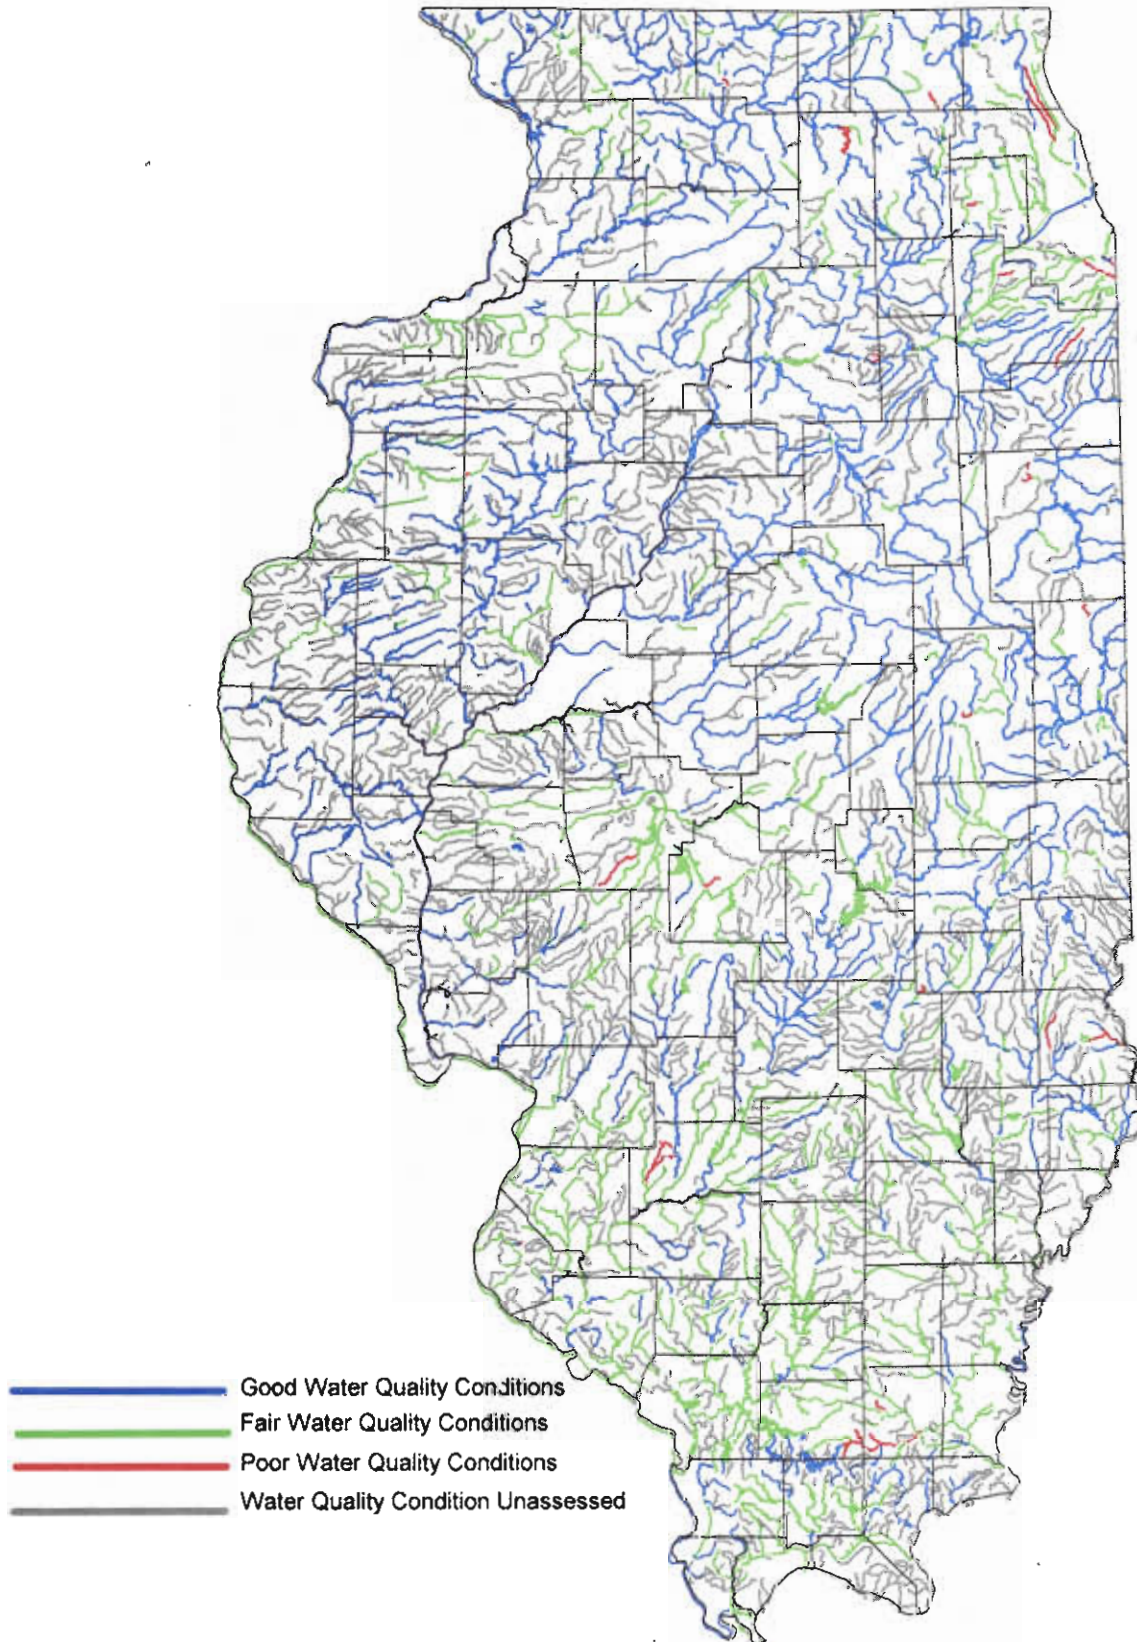 Good Water Quality Conditions
Fair Water Quality Conditions
Poor Water Quality Conditions
Water Quality Condition Unassessed